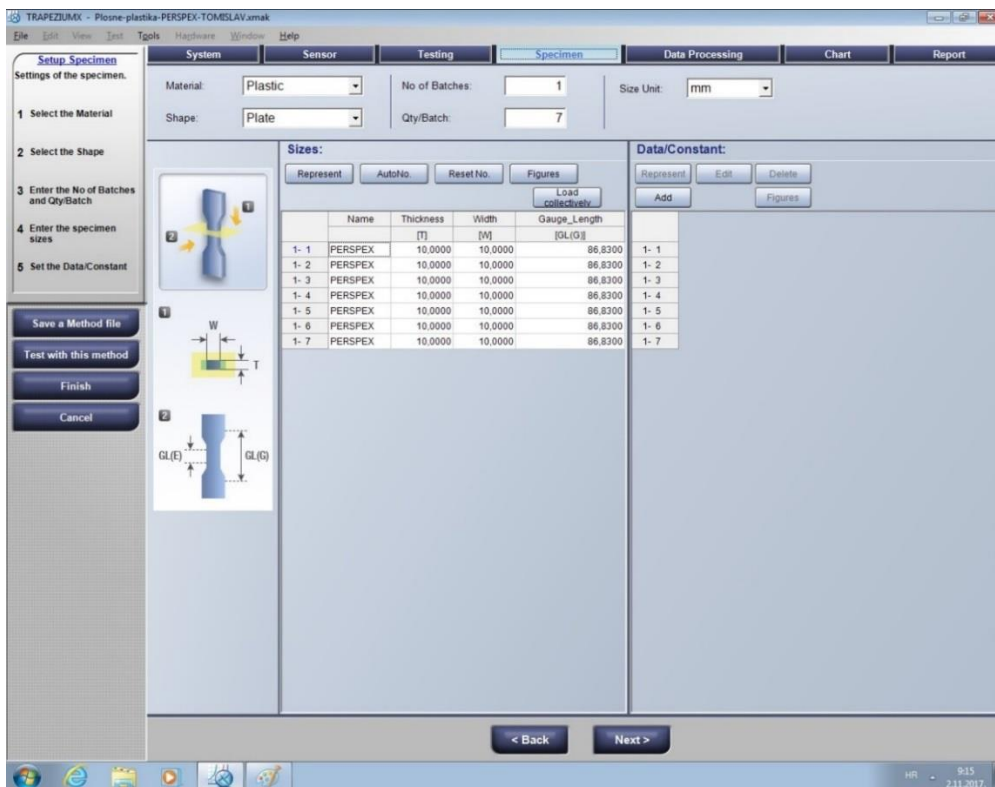 TRAPEZIUMX - Plosne-plastika-PERSPEX-TOMISLAV.xmak
File Edit View Test Tools Hardware Window Help
Setup Specimen
Settings of the specimen.
1 Select the Material
2 Select the Shape
3 Enter the No of Batches
and Qty/Batch
4 Enter the specimen
sizes
5 Set the Data/Constant
Save a Method file
Test with this method
Finish
Cancel
System Sensor Testing Specimen Data Processing Chart Report
Material: Plastic No of Batches: 1 Size Unit: mm
Shape: Plate Qty/Batch: 7
1
2
1
W
T
2
GL(E) GL(G)
Sizes:
Represent AutoNo. Reset No. Figures
Load
collectively
Name Thickness Width Gauge_Length
[T] [W] [GL(G)]
1- 1 PERSPEX 10,0000 10,0000 86,8300
1- 2 PERSPEX 10,0000 10,0000 86,8300
1- 3 PERSPEX 10,0000 10,0000 86,8300
1- 4 PERSPEX 10,0000 10,0000 86,8300
1- 5 PERSPEX 10,0000 10,0000 86,8300
1- 6 PERSPEX 10,0000 10,0000 86,8300
1- 7 PERSPEX 10,0000 10,0000 86,8300
Data/Constant:
Represent Edit Delete
Add Figures
1- 1
1- 2
1- 3
1- 4
1- 5
1- 6
1- 7
< Back Next >
HR 9:15
2.11.2017.